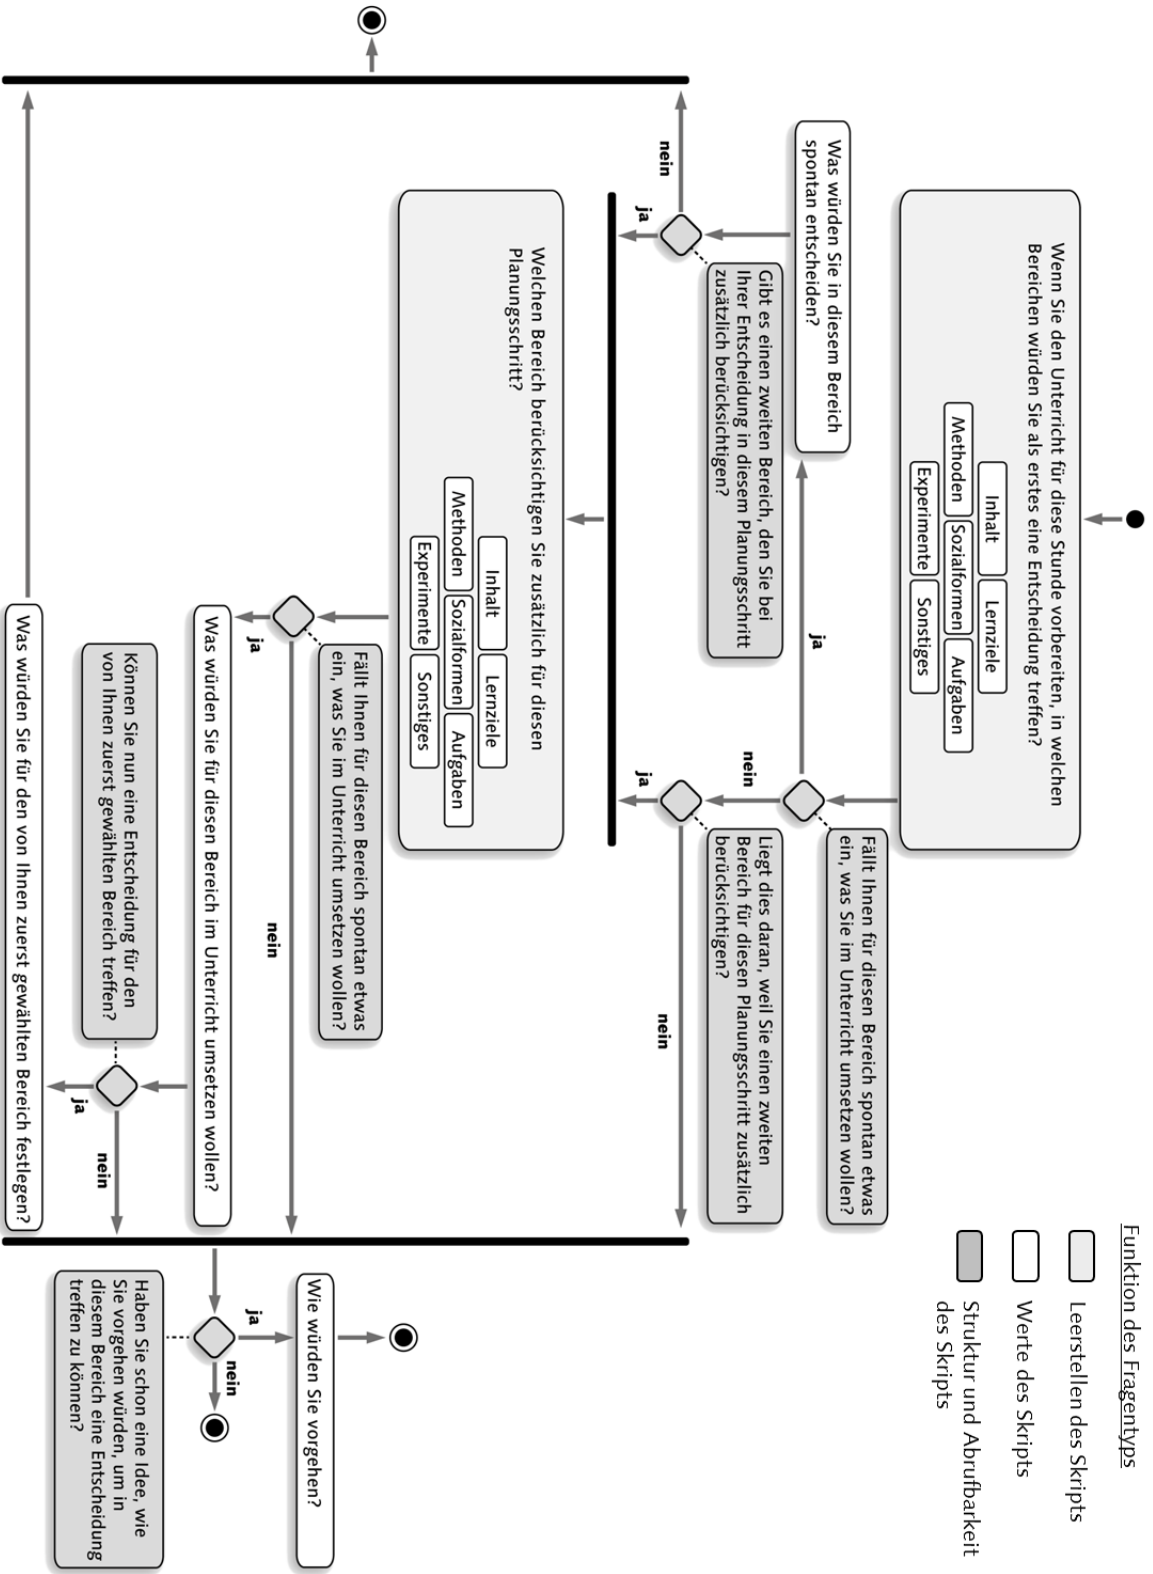 Wenn Sie den Unterricht für diese Stunde vorbereiten, in welchen
Bereichen würden Sie als erstes eine Entscheidung treffen?
Inhalt
Lernziele
Methoden
Sozialformen
Aufgaben
Experimente
Sonstiges
Funktion des Fragentyps
Leerstellen des Skripts
Werte des Skripts
Struktur und Abrufbarkeit
des Skripts
Fällt Ihnen für diesen Bereich spontan etwas
ein, was Sie im Unterricht umsetzen wollen?
ja
nein
Was würden Sie in diesem Bereich
spontan entscheiden?
Gibt es einen zweiten Bereich, den Sie bei
Ihrer Entscheidung in diesem Planungsschritt
zusätzlich berücksichtigen?
Liegt dies daran, weil Sie einen zweiten
Bereich für diesen Planungsschritt zusätzlich
berücksichtigen?
nein
ja
ja
nein
Welchen Bereich berücksichtigen Sie zusätzlich für diesen
Planungsschritt?
Inhalt
Lernziele
Methoden
Sozialformen
Aufgaben
Experimente
Sonstiges
Fällt Ihnen für diesen Bereich spontan etwas
ein, was Sie im Unterricht umsetzen wollen?
ja
nein
Was würden Sie für diesen Bereich im Unterricht umsetzen wollen?
Wie würden Sie vorgehen?
ja
nein
Können Sie nun eine Entscheidung für den
von Ihnen zuerst gewählten Bereich treffen?
ja
nein
Haben Sie schon eine Idee, wie
Sie vorgehen würden, um in
diesem Bereich eine Entscheidung
treffen zu können?
Was würden Sie für den von Ihnen zuerst gewählten Bereich festlegen?